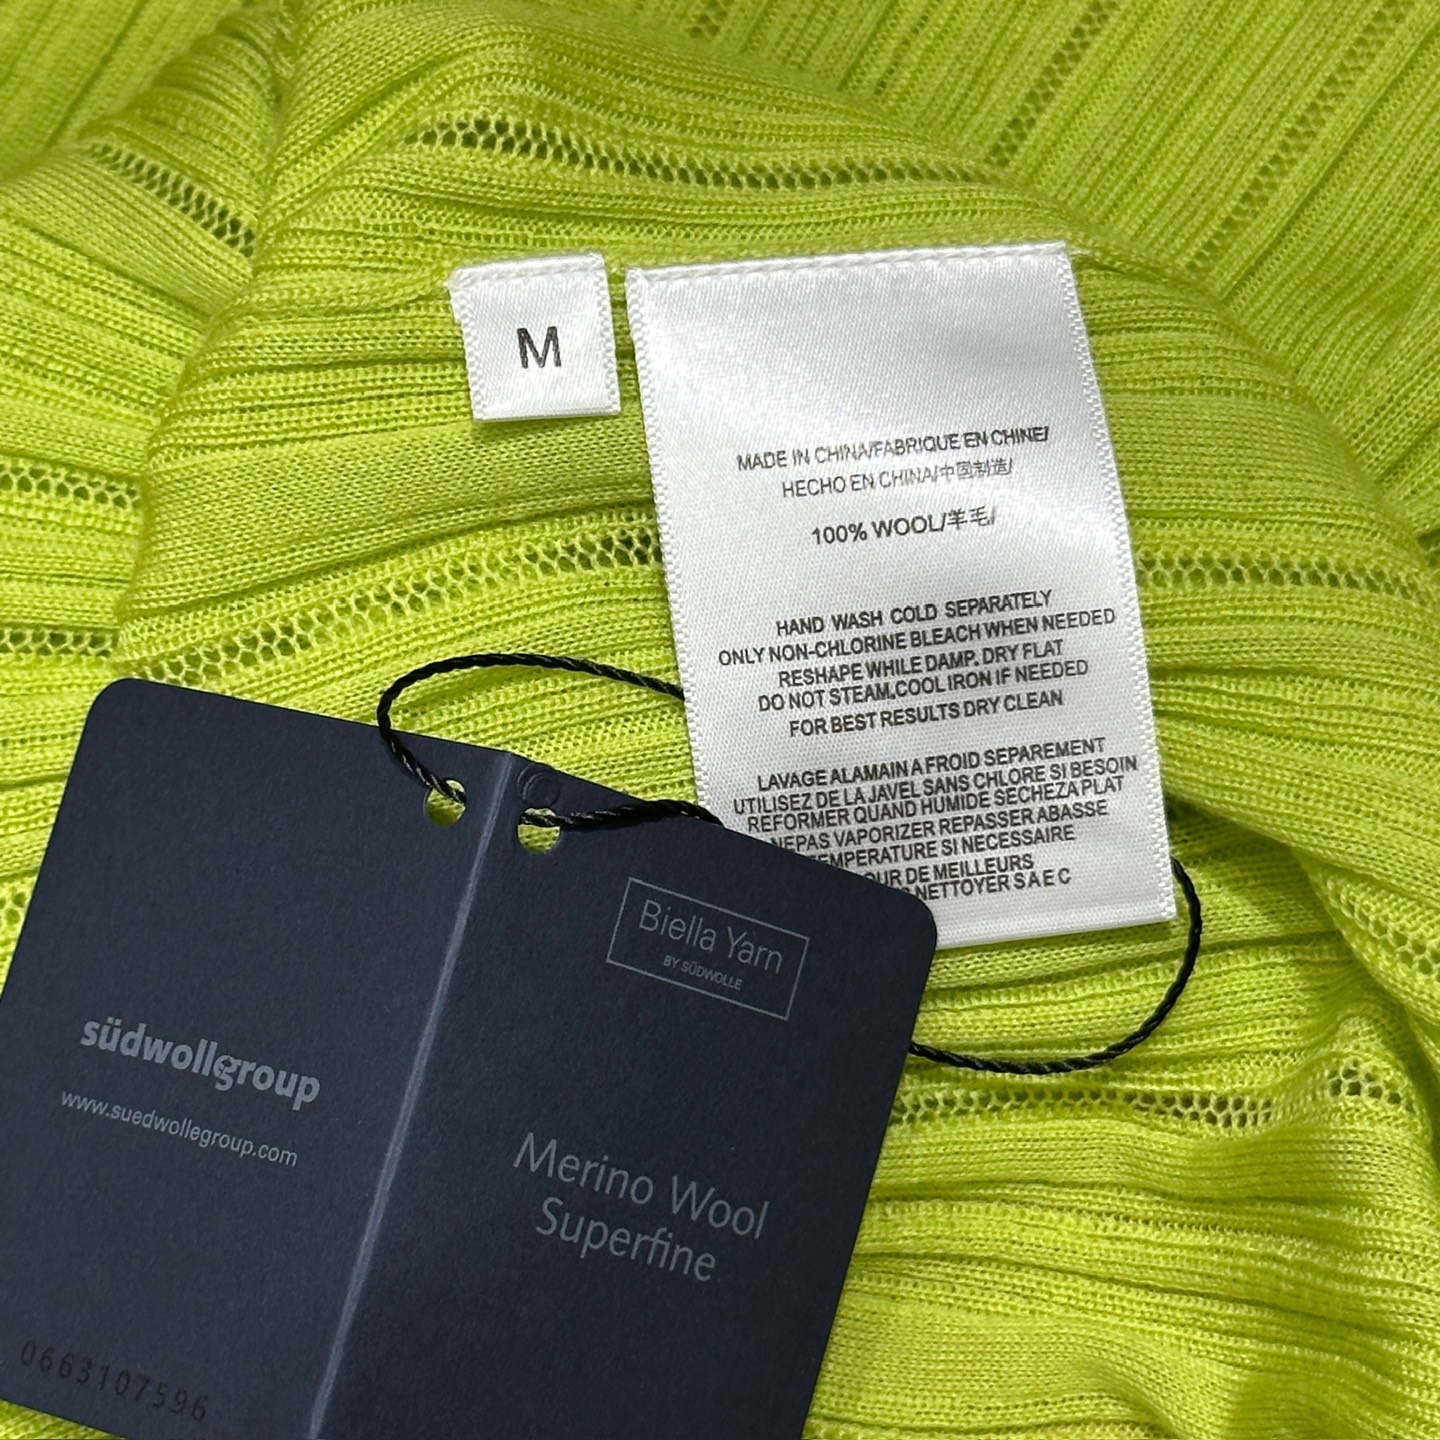 M
MADE IN CHINA/FABRIQUE EN CHINE/
HECHO EN CHINA/中国制造/
100% WOOL/羊毛/
HAND WASH COLD SEPARATELY
ONLY NON-CHLORINE BLEACH WHEN NEEDED
RESHAPE WHILE DAMP. DRY FLAT
DO NOT STEAM.COOL IRON IF NEEDED
FOR BEST RESULTS DRY CLEAN
LAVAGE ALAMAIN A FROID SEPAREMENT
UTILISEZ DE LA JAVEL SANS CHLORE SI BESOIN
REFORMER QUAND HUMIDE SECHEZA PLAT
NEPAS VAPORIZER REPASSER ABASSE
TEMPERATURE SI NECESSAIRE
DE MEILLEURS
NETTOYER S A E C
Biella Yarn
BY SÜDWOLLE
südwollegroup
www.suedwollegroup.com
Merino Wool
Superfine
0663107596